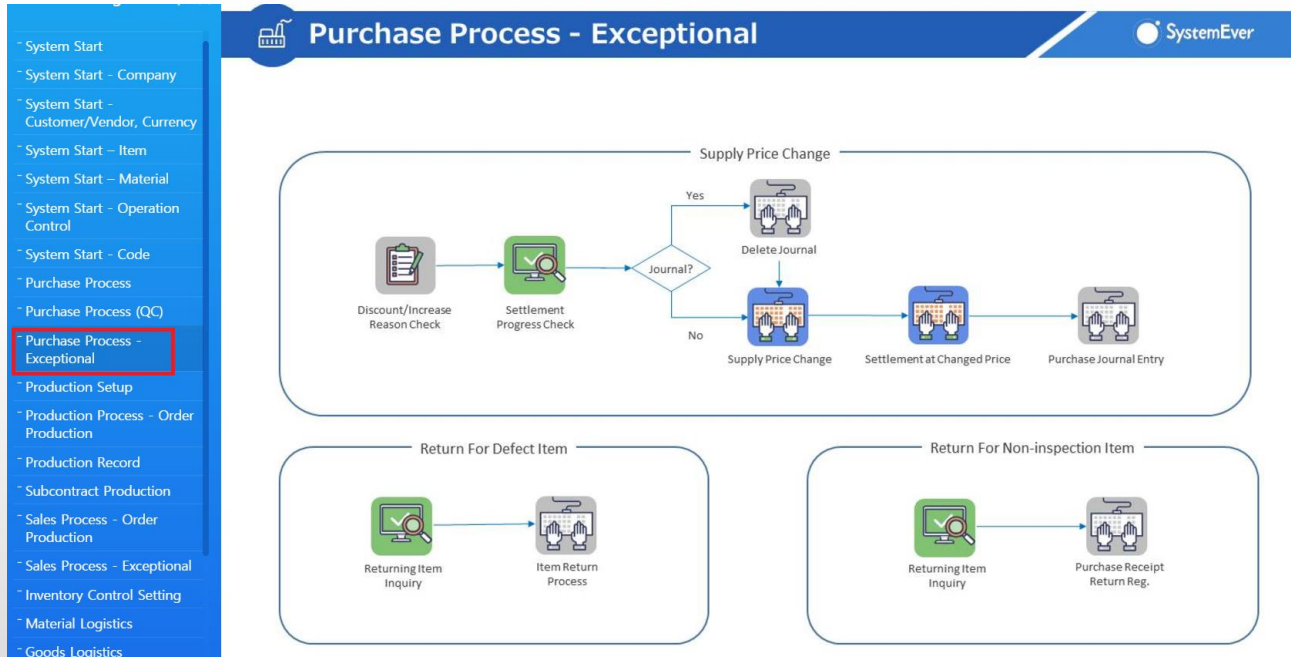 System Start
System Start - Company
System Start -
Customer/Vendor, Currency
System Start – Item
System Start – Material
System Start - Operation
Control
System Start - Code
Purchase Process
Purchase Process (QC)
Purchase Process -
Exceptional
Production Setup
Production Process - Order
Production
Production Record
Subcontract Production
Sales Process - Order
Production
Sales Process - Exceptional
Inventory Control Setting
Material Logistics
Goods Logistics
Purchase Process - Exceptional
SystemEver
Supply Price Change
Discount/Increase
Reason Check
Settlement
Progress Check
Journal?
Yes
No
Delete Journal
Supply Price Change
Settlement at Changed Price
Purchase Journal Entry
Return For Defect Item
Returning Item
Inquiry
Item Return
Process
Return For Non-inspection Item
Returning Item
Inquiry
Purchase Receipt
Return Reg.